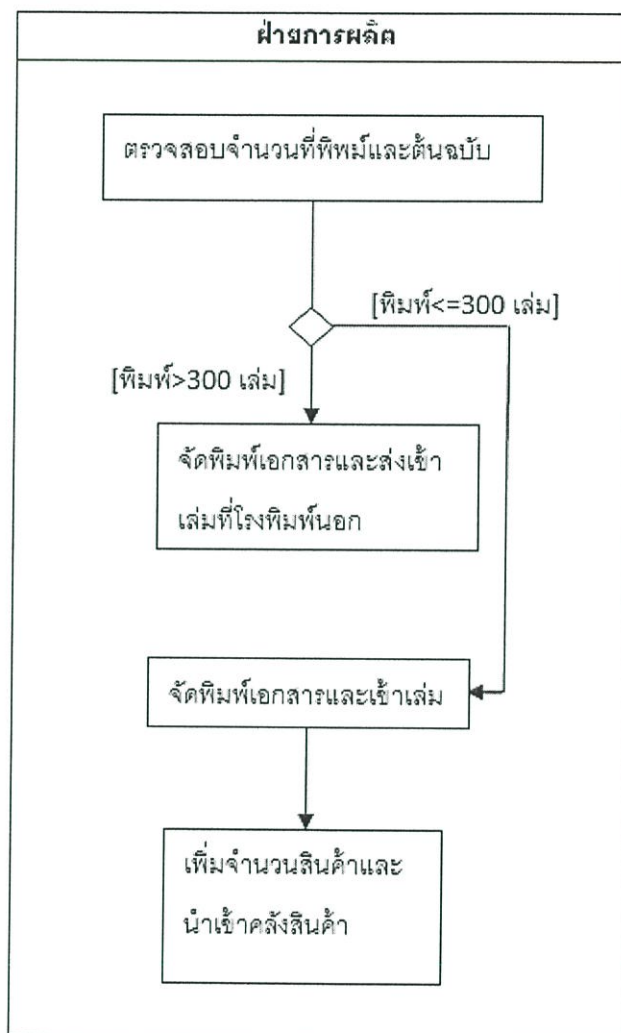 ฝ่ายการผลิต
ตรวจสอบจำนวนที่พิพม์และต้นฉบับ
[พิมพ์<=300 เล่ม]
[พิมพ์>300 เล่ม]
จัดพิมพ์เอกสารและส่งเข้า
เล่มที่โรงพิมพ์นอก
จัดพิมพ์เอกสารและเข้าเล่ม
เพิ่มจำนวนสินค้าและ
นำเข้าคลังสินค้า